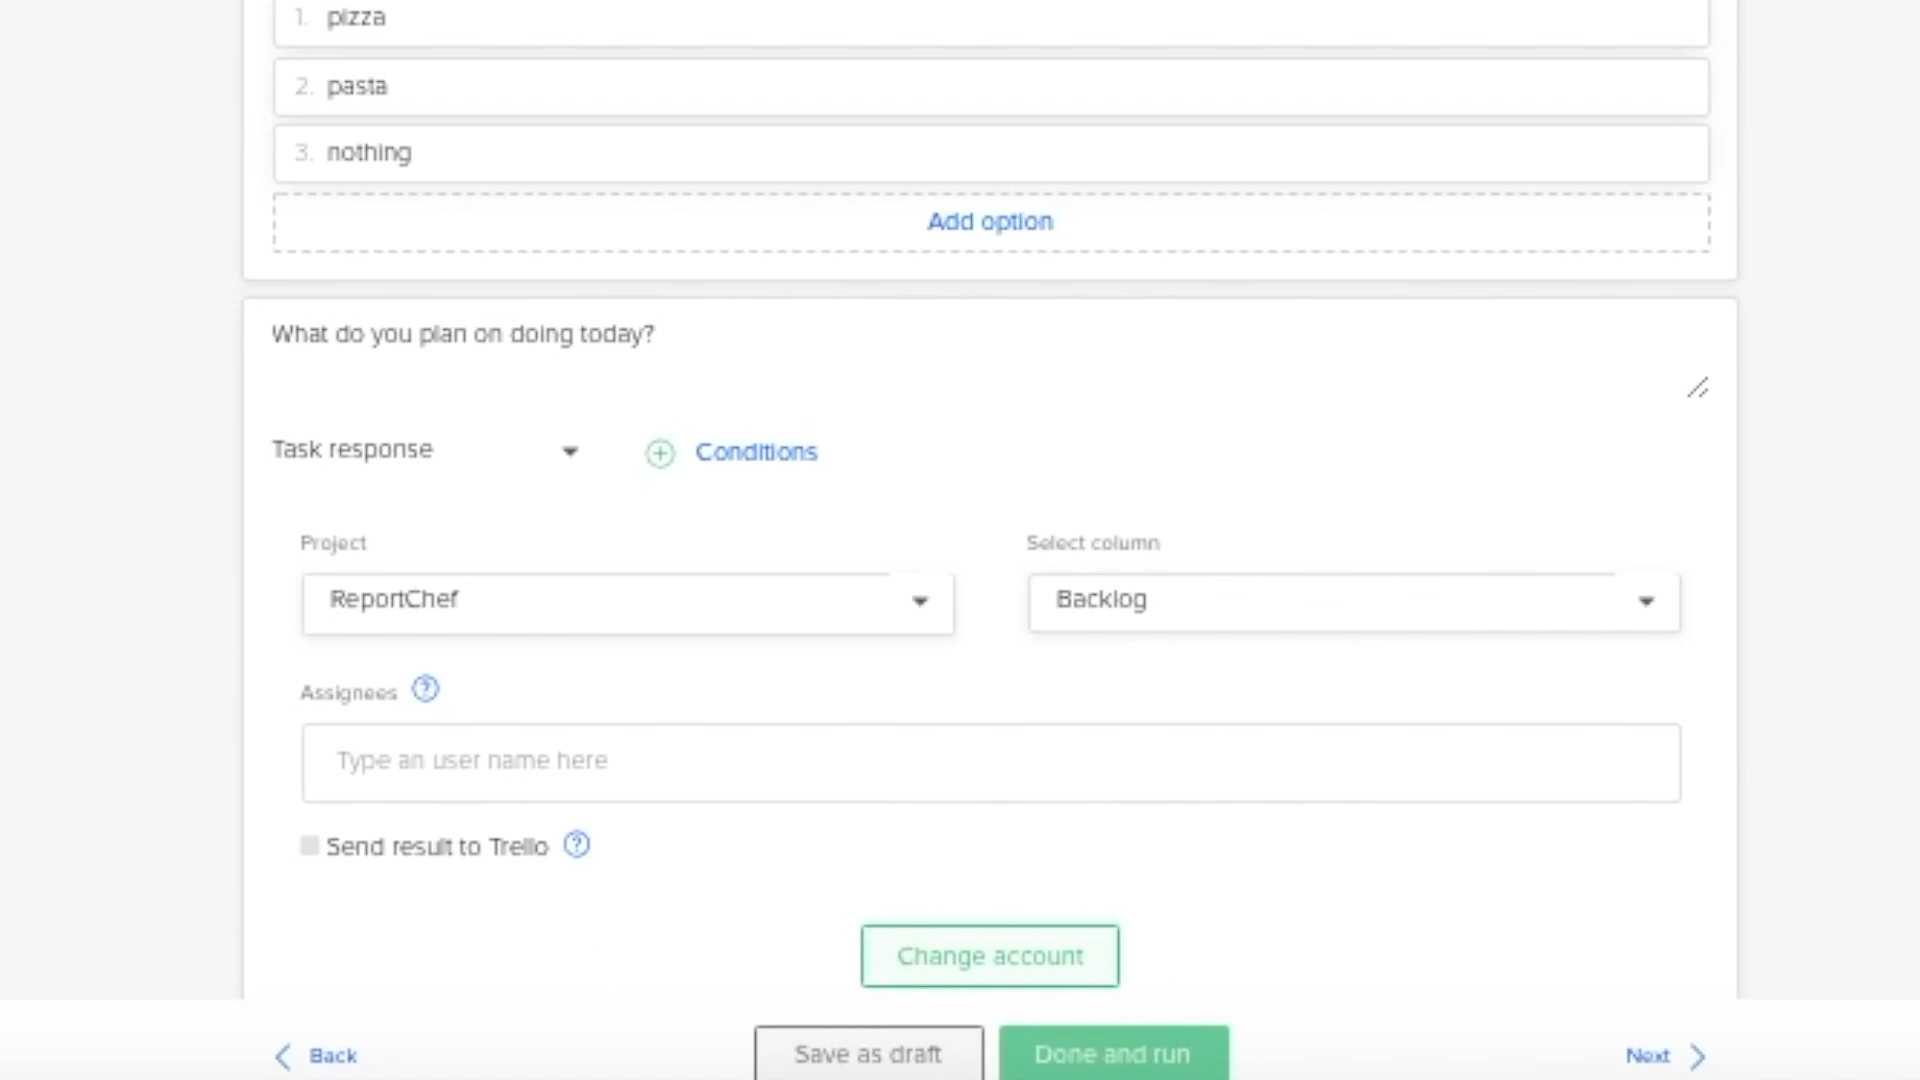 1. pizza
2. pasta
3. nothing
Add option
What do you plan on doing today?
Task response
Conditions
Project
Select column
ReportChef
Backlog
Assignees ?
Type an user name here
Send result to Trello ?
Change account
Back
Save as draft
Done and run
Next